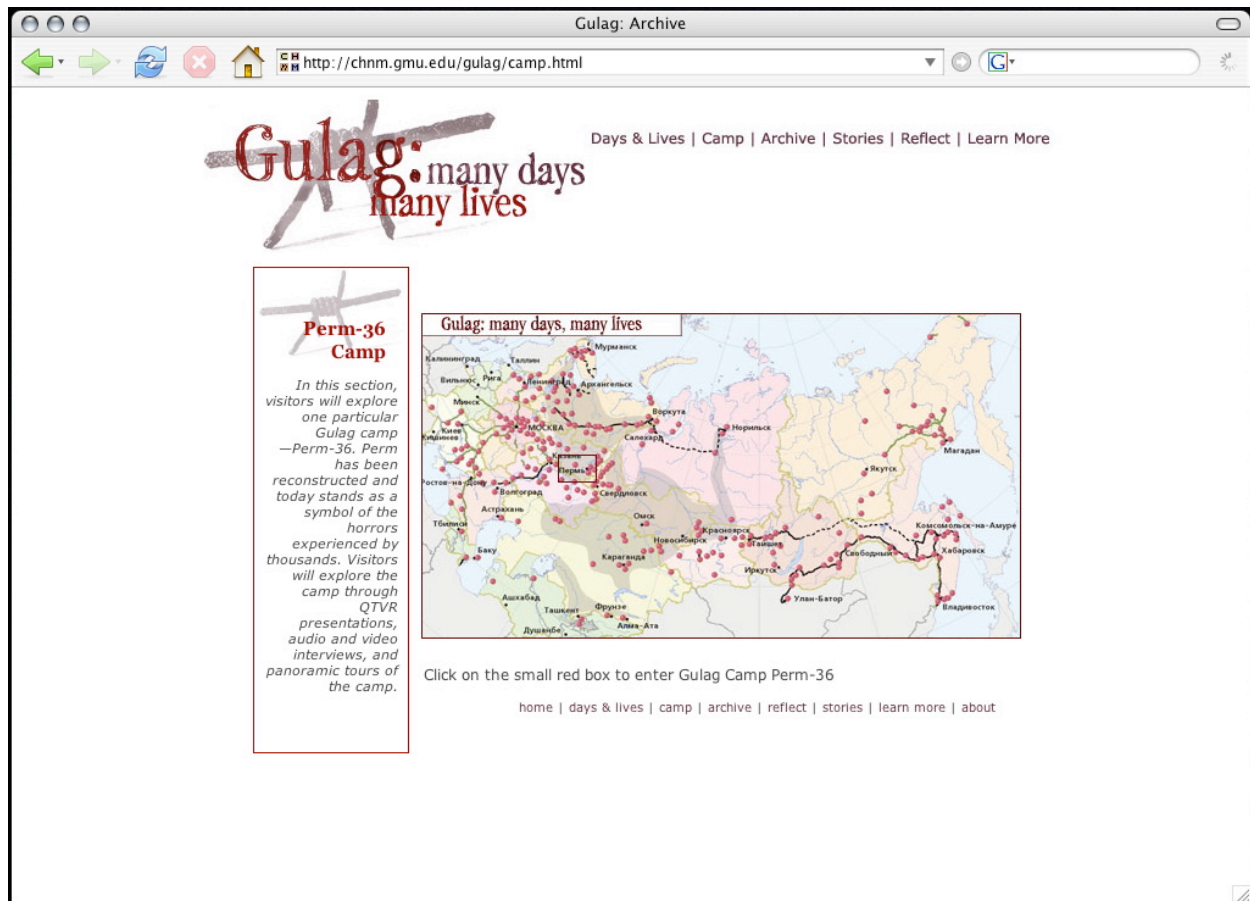 Gulag: Archive
http://chnm.gmu.edu/gulag/camp.html
G
Gulag: many days
many lives
Days & Lives | Camp | Archive | Stories | Reflect | Learn More
Perm-36
Camp
In this section,
visitors will explore
one particular
Gulag camp
—Perm-36. Perm
has been
reconstructed and
today stands as a
symbol of the
horrors
experienced by
thousands. Visitors
will explore the
camp through
QTVR
presentations,
audio and video
interviews, and
panoramic tours of
the camp.
Gulag: many days, many lives
Мурманск
Калининград
Таллин
Вильнюс
Рига
Ленинград
Архангельск
Минск
Воркута
Киев
МОСКВА
Норильск
Кишинев
Салехард
Магадан
Казань
Пермь
Якутск
Ростов-на-Дону
Волгоград
Свердловск
Астрахань
Омск
Тбилиси
Красноярск
Комсомольск-на-Амуре
Новосибирск
Тайшет
Баку
Караганда
Свободный
Хабаровск
Иркутск
Ашхабад
Улан-Батор
Ташкент
Фрунзе
Владивосток
Душанбе
Алма-Ата
Click on the small red box to enter Gulag Camp Perm-36
home | days & lives | camp | archive | reflect | stories | learn more | about